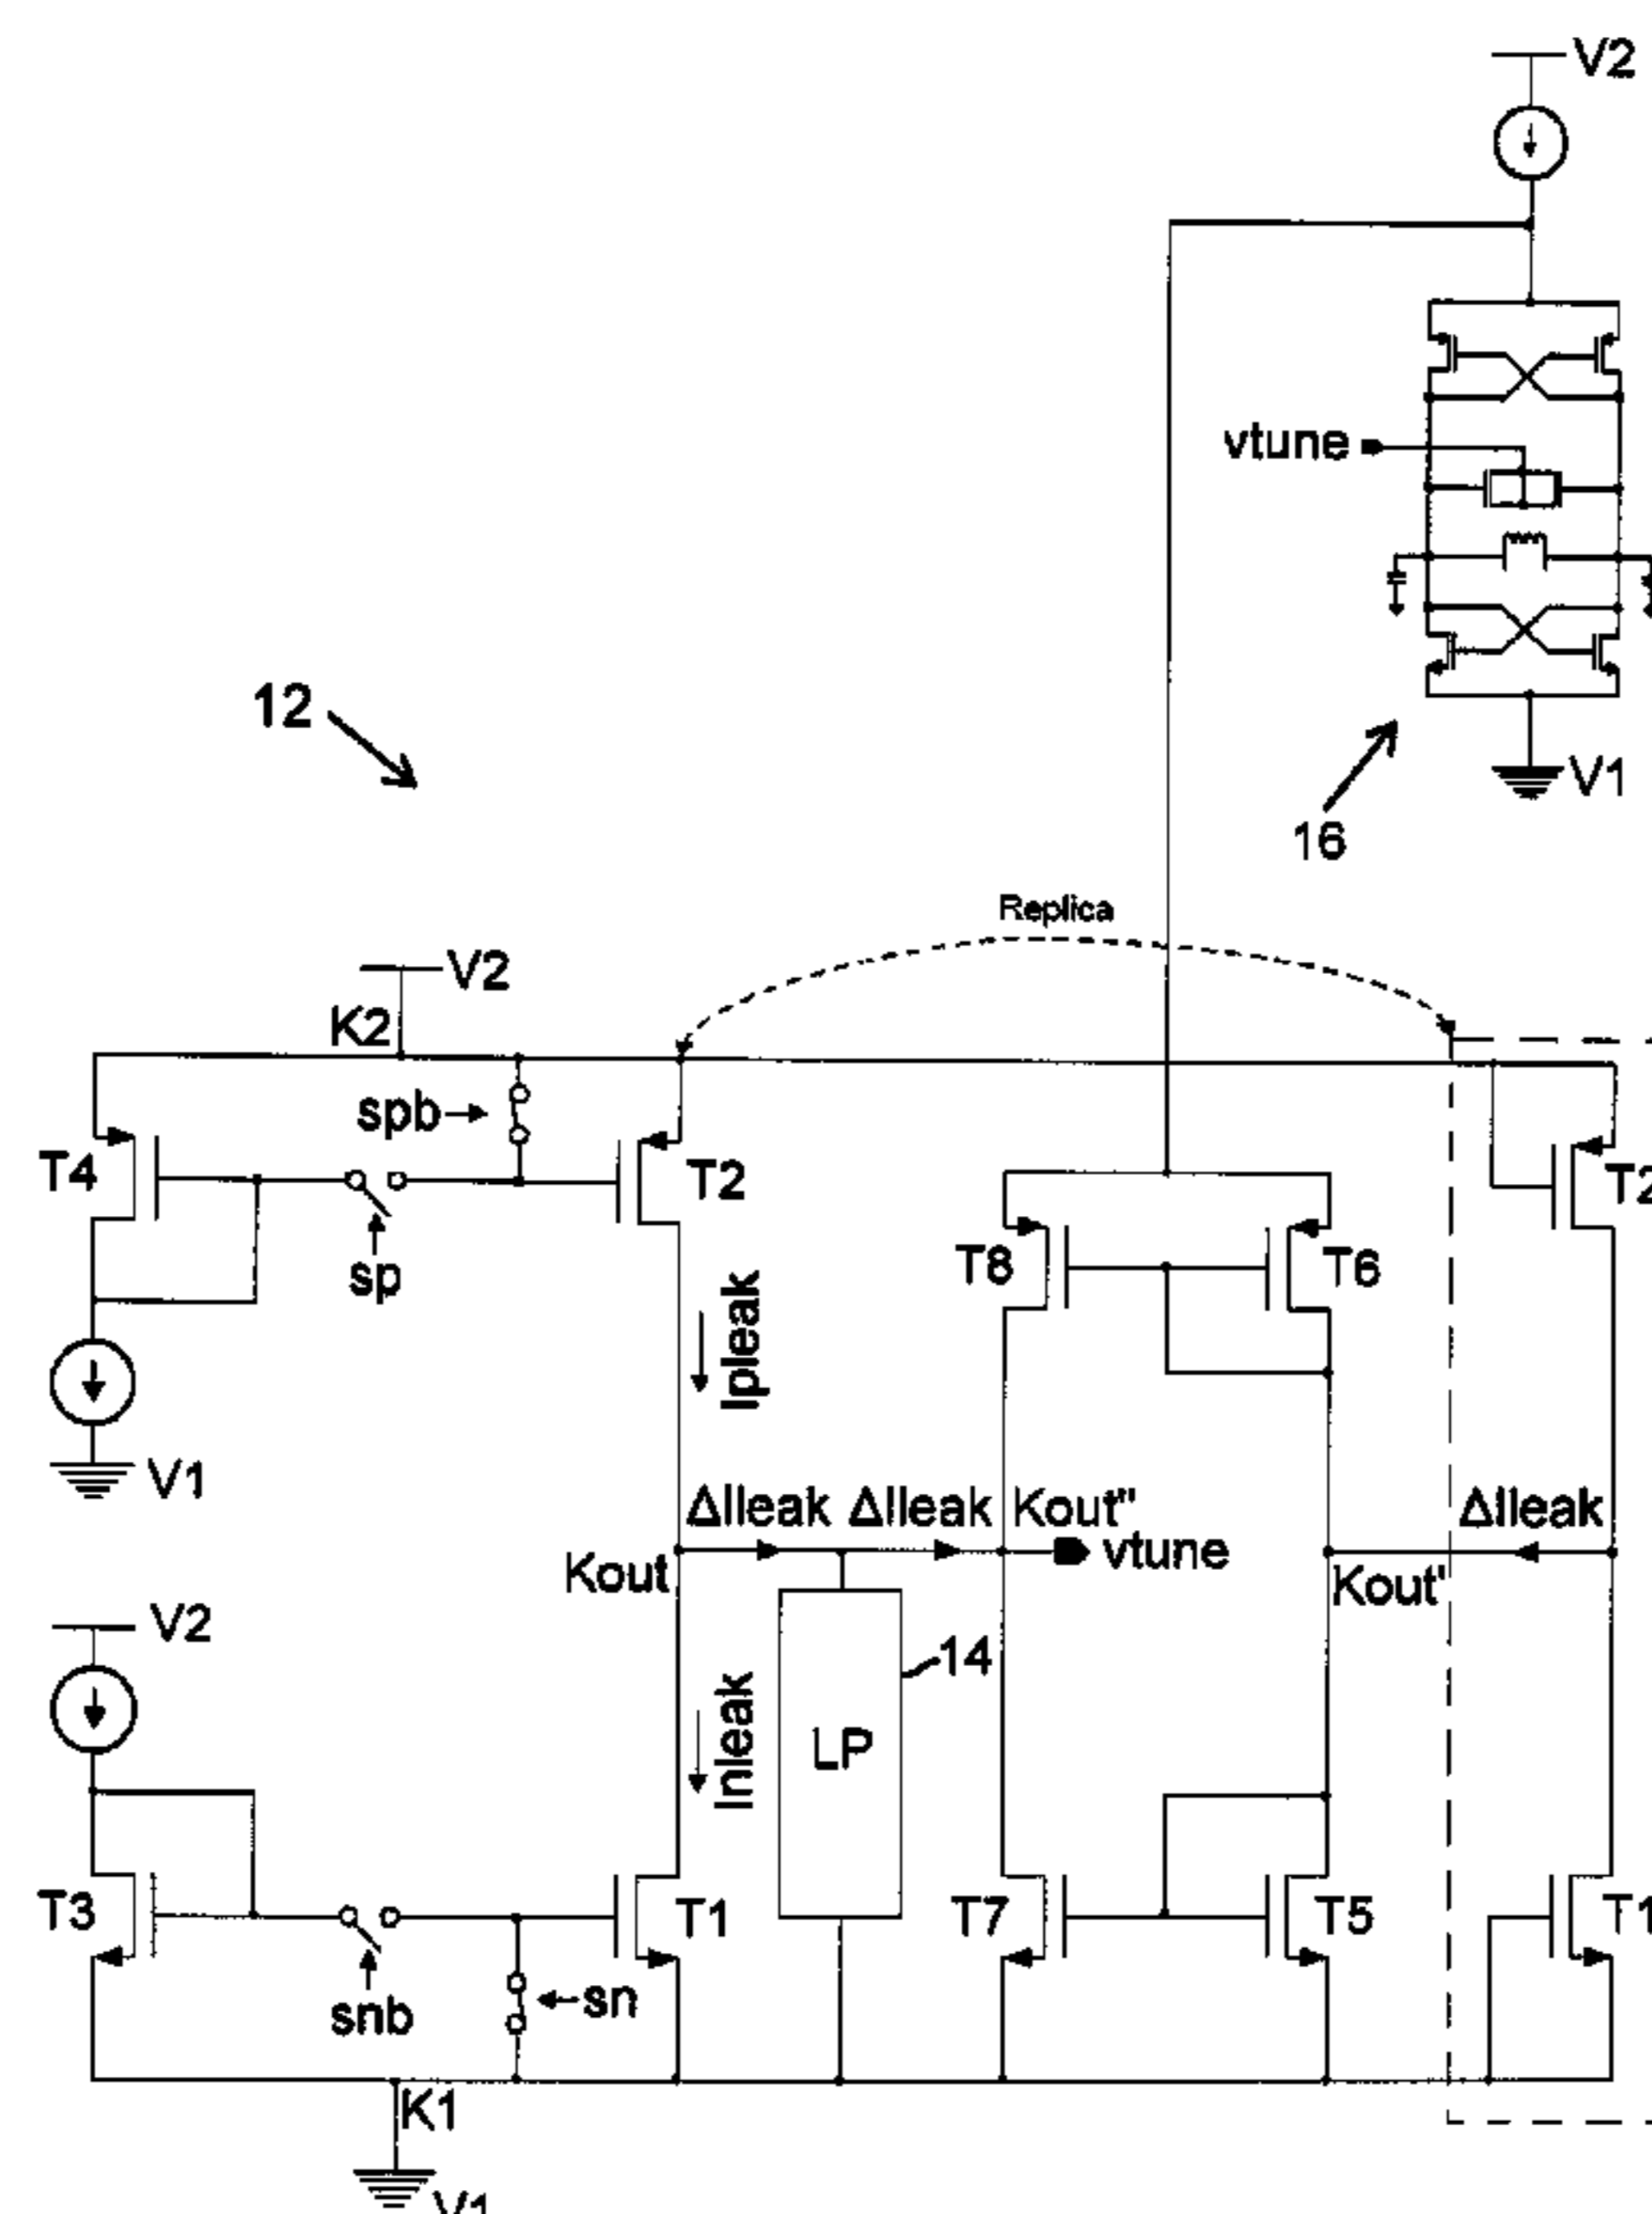 V2
vtune
V1
16
12
Replica
V2
K2
spb
T4
T2
T2
sp
T8
T6
Ipleak
V1
ΔIleak ΔIleak Kout"
ΔIleak
vtune
Kout
Kout'
V2
14
LP
Inleak
T3
T1
T7
T5
T1
snb
sn
K1
V1